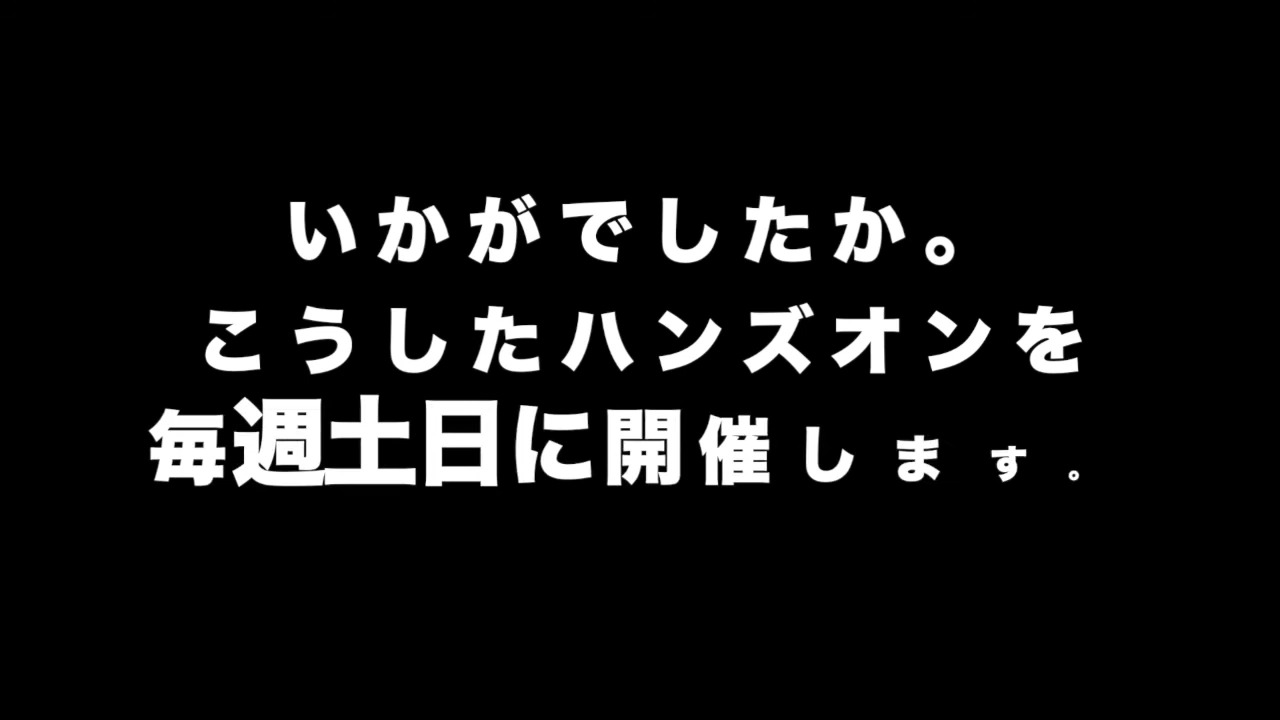 いかがでしたか。
こうしたハンズオンを
毎週土日に開催します。